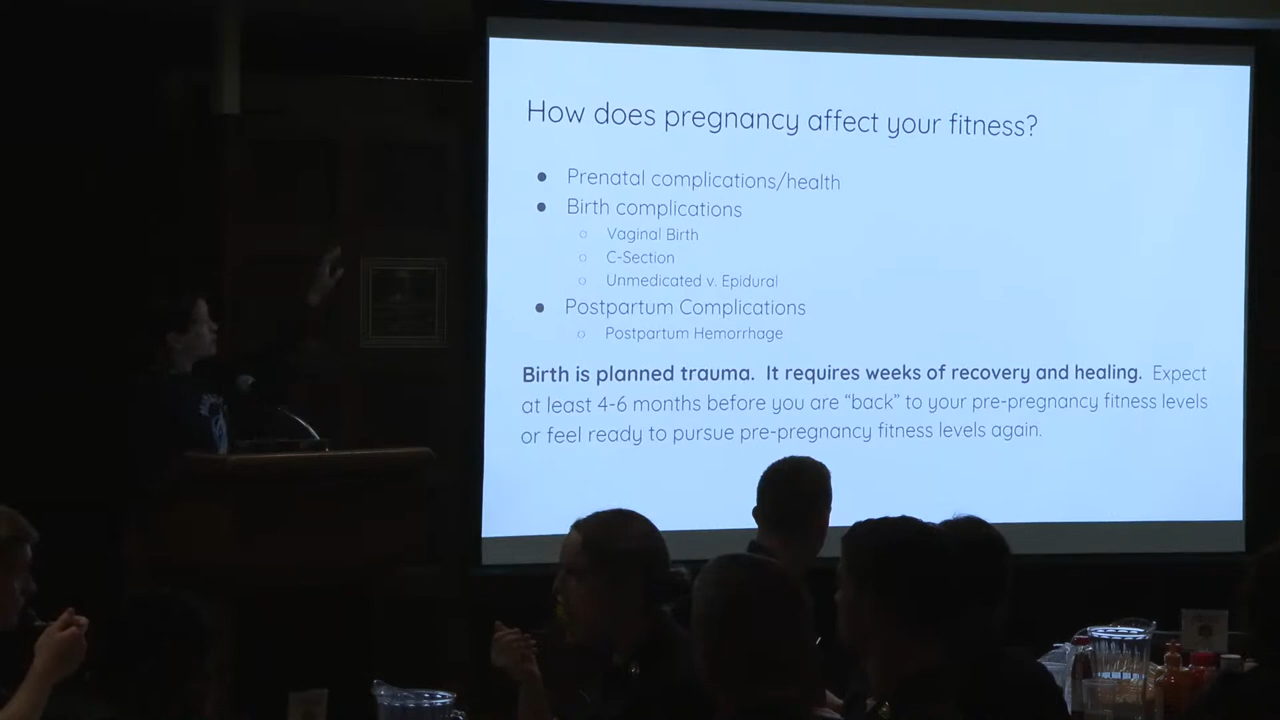 How does pregnancy affect your fitness?
● Prenatal complications/health
● Birth complications
○ Vaginal Birth
○ C-Section
○ Unmedicated v. Epidural
● Postpartum Complications
○ Postpartum Hemorrhage
Birth is planned trauma. It requires weeks of recovery and healing. Expect
at least 4-6 months before you are “back” to your pre-pregnancy fitness levels
or feel ready to pursue pre-pregnancy fitness levels again.